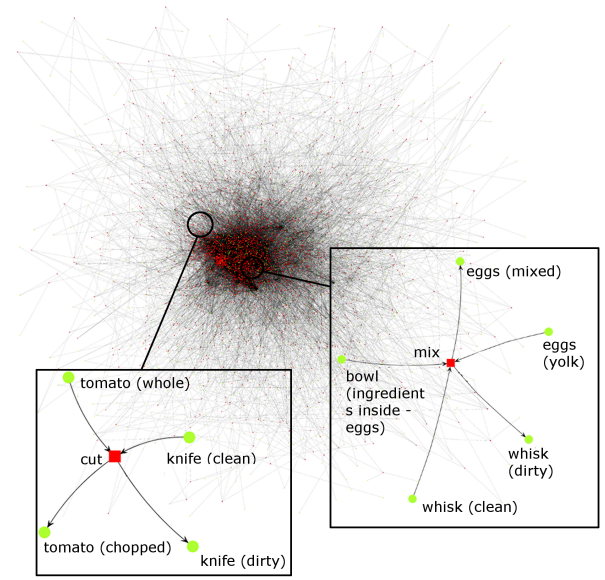 eggs (mixed)
mix
eggs
(yolk)
bowl
(ingredient
s inside -
eggs)
whisk
(dirty)
whisk (clean)
tomato (whole)
cut
knife (clean)
tomato (chopped)
knife (dirty)